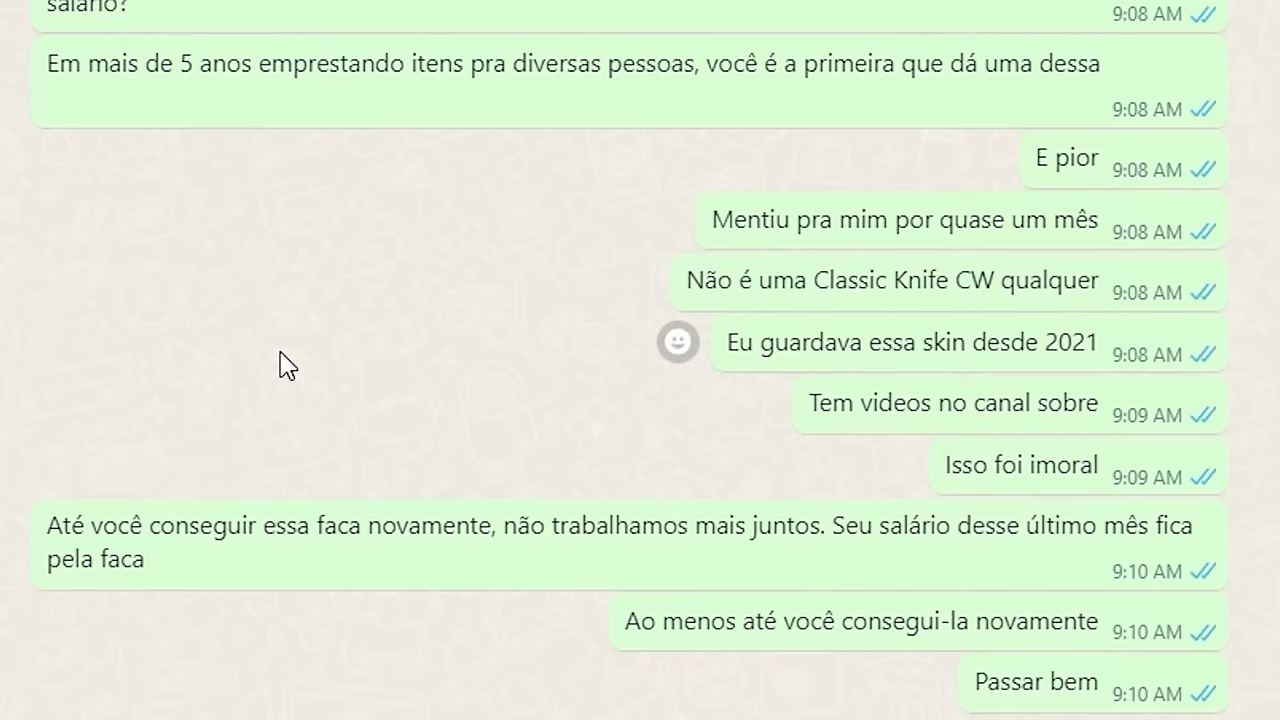 salário?
9:08 AM
Em mais de 5 anos emprestando itens pra diversas pessoas, você é a primeira que dá uma dessa
9:08 AM
E pior 9:08 AM
Mentiu pra mim por quase um mês 9:08 AM
Não é uma Classic Knife CW qualquer 9:08 AM
Eu guardava essa skin desde 2021 9:08 AM
Tem videos no canal sobre 9:09 AM
Isso foi imoral 9:09 AM
Até você conseguir essa faca novamente, não trabalhamos mais juntos. Seu salário desse último mês fica
pela faca 9:10 AM
Ao menos até você consegui-la novamente 9:10 AM
Passar bem 9:10 AM